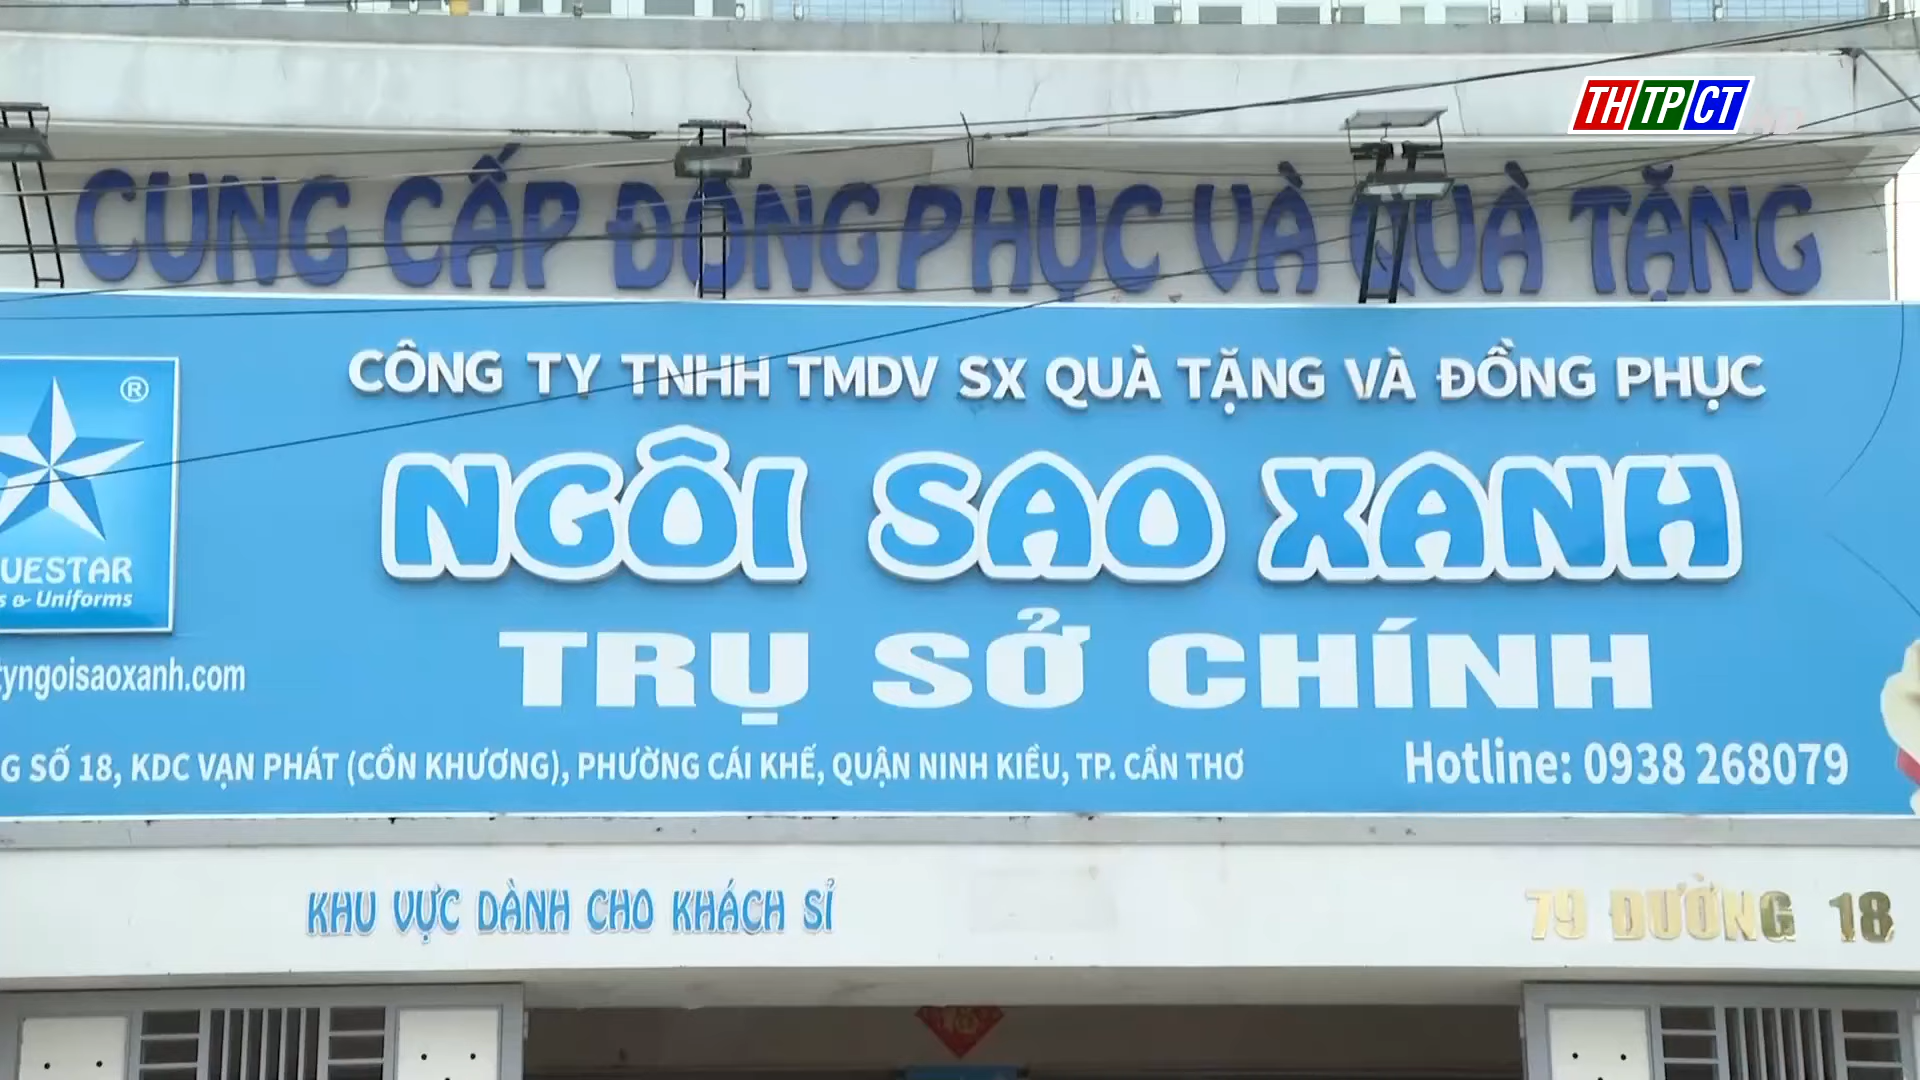 THTPCT
CUNG CẤP ĐỒNG PHỤC VÀ QUÀ TẶNG
®
CÔNG TY TNHH TMDV SX QUÀ TẶNG VÀ ĐỒNG PHỤC
NGÔI SAO XANH
UESTAR
s & Uniforms
TRỤ SỞ CHÍNH
tyngoisaoxanh.com
G SỐ 18, KDC VẠN PHÁT (CỒN KHƯƠNG), PHƯỜNG CÁI KHẾ, QUẬN NINH KIỀU, TP. CẦN THƠ
Hotline: 0938 268079
KHU VỰC DÀNH CHO KHÁCH SỈ
79 ĐƯỜNG 18